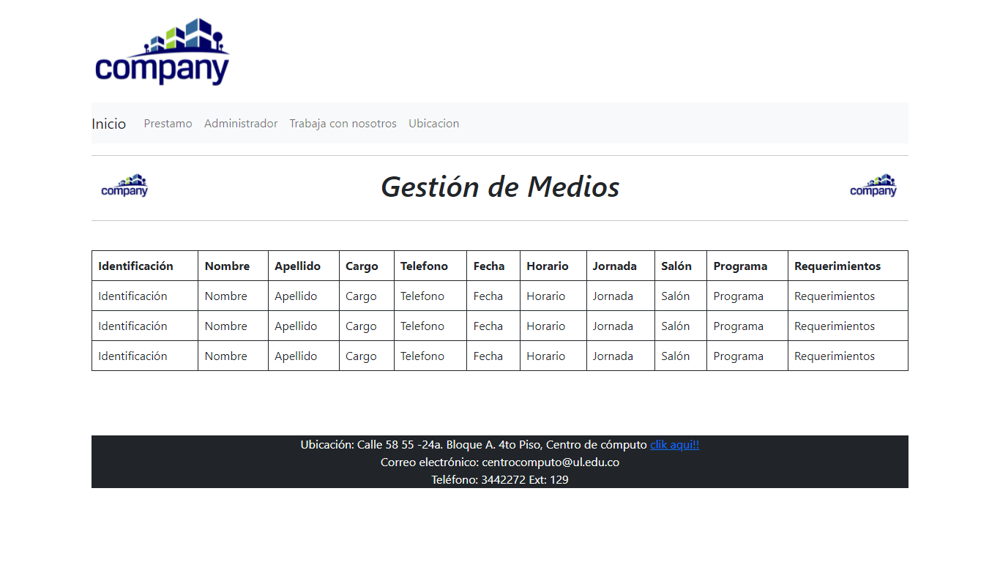 company
Inicio Prestamo Administrador Trabaja con nosotros Ubicacion
company Gestión de Medios company
Identificación Nombre Apellido Cargo Telefono Fecha Horario Jornada Salón Programa Requerimientos
Identificación Nombre Apellido Cargo Telefono Fecha Horario Jornada Salón Programa Requerimientos
Identificación Nombre Apellido Cargo Telefono Fecha Horario Jornada Salón Programa Requerimientos
Identificación Nombre Apellido Cargo Telefono Fecha Horario Jornada Salón Programa Requerimientos
Ubicación: Calle 58 55 -24a. Bloque A. 4to Piso, Centro de cómputo clik aqui!!
Correo electrónico: centrocomputo@ul.edu.co
Teléfono: 3442272 Ext: 129